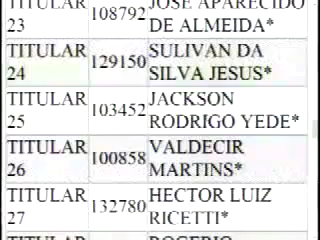 TITULAR 23 108792 JOSÉ APARECIDO DE ALMEIDA*
TITULAR 24 129150 SULIVAN DA SILVA JESUS*
TITULAR 25 103452 JACKSON RODRIGO YEDE*
TITULAR 26 100858 VALDECIR MARTINS*
TITULAR 27 132780 HECTOR LUIZ RICETTI*